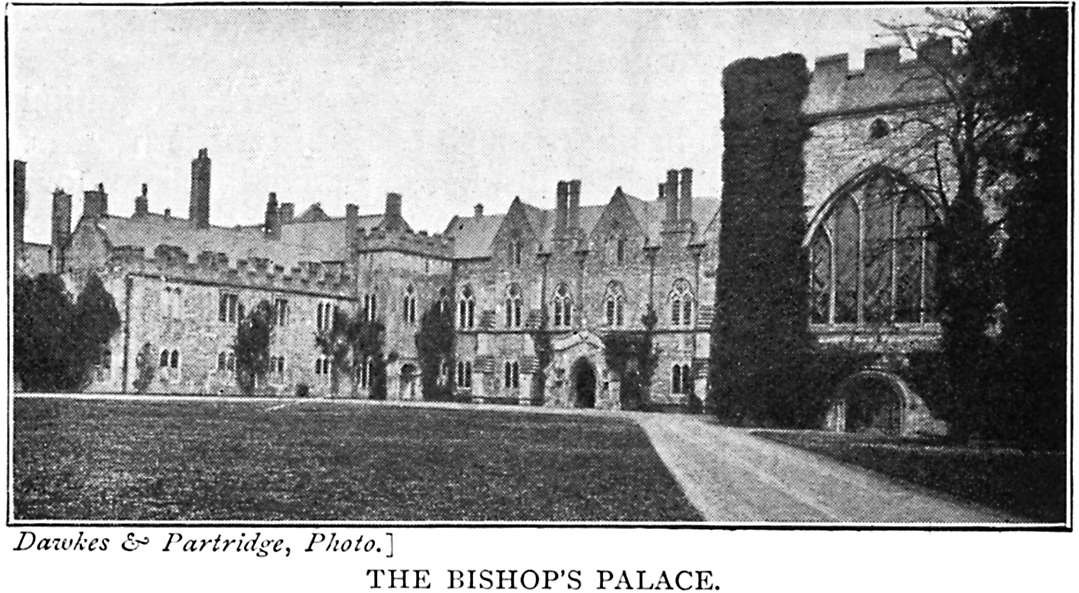 Dawkes & Partridge, Photo.]
THE BISHOP'S PALACE.